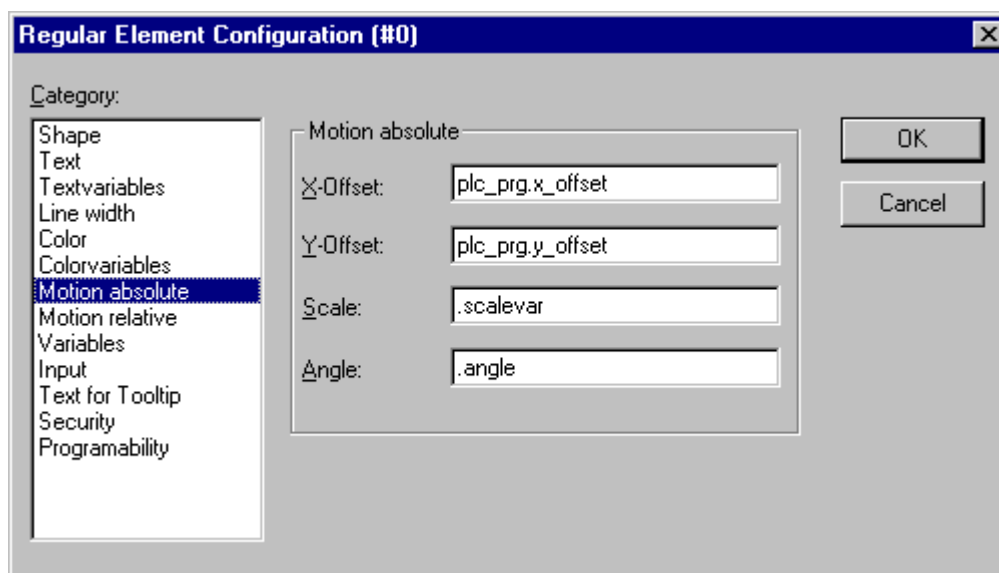 Regular Element Configuration (#0)
Category:
Shape
Text
Textvariables
Line width
Color
Colorvariables
Motion absolute
Motion relative
Variables
Input
Text for Tooltip
Security
Programability
Motion absolute
X-Offset: plc_prg.x_offset
Y-Offset: plc_prg.y_offset
Scale: .scalevar
Angle: .angle
OK
Cancel